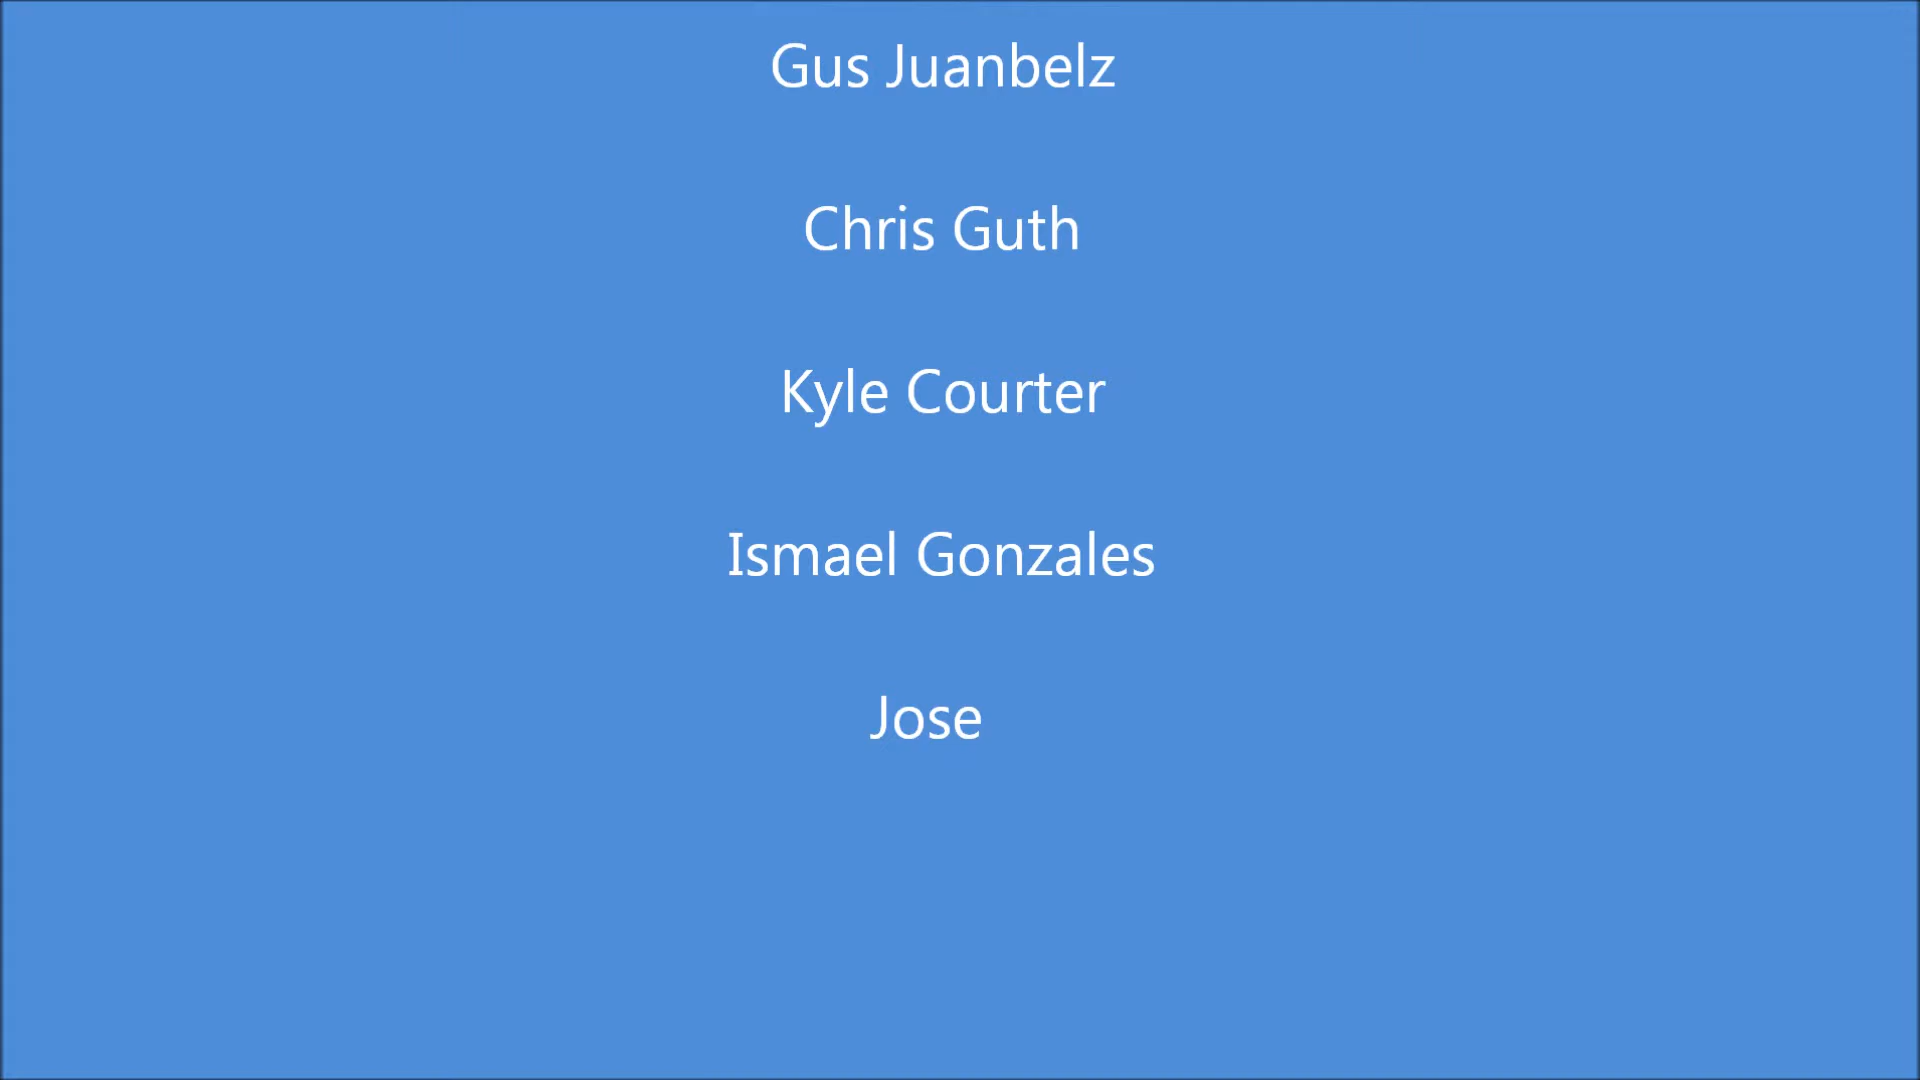 Gus Juanbelz
Chris Guth
Kyle Courter
Ismael Gonzales
Jose